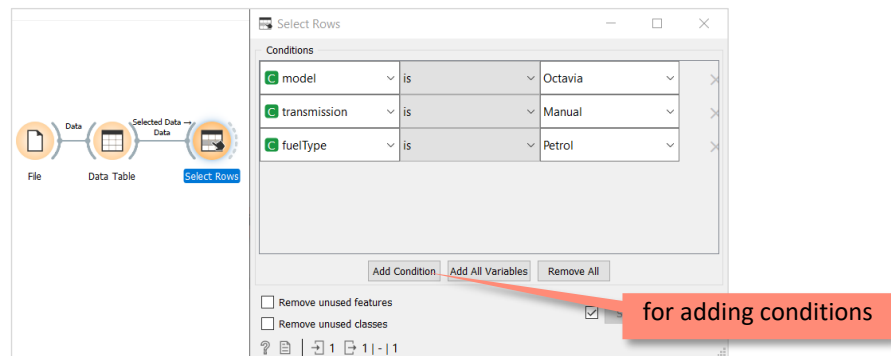 Select Rows
Conditions
C model is Octavia
C transmission is Manual
C fuelType is Petrol
Data
Selected Data →
Data
File Data Table Select Rows
Add Condition Add All Variables Remove All
Remove unused features
Remove unused classes
for adding conditions
? 1 1 | - | 1